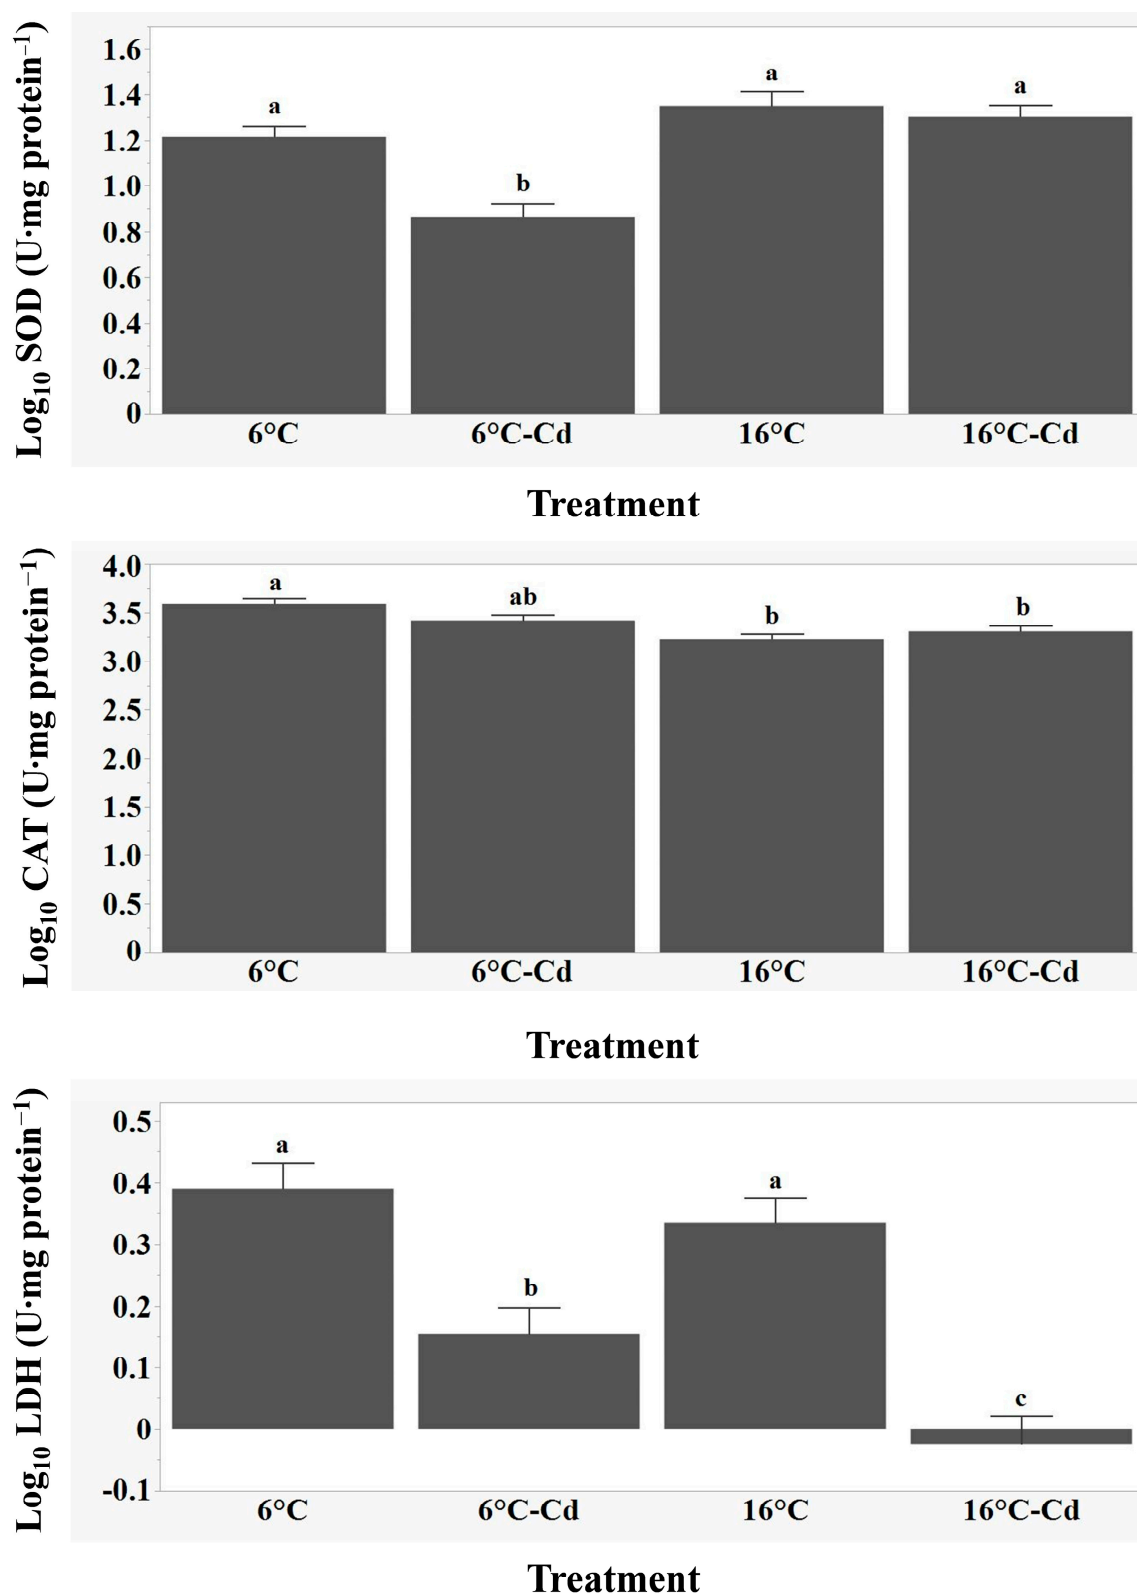 Log₁₀ SOD (U·mg protein⁻¹)
1.6
1.4
1.2
1.0
0.8
0.6
0.4
0.2
0
a
b
a
a
6°C 6°C-Cd 16°C 16°C-Cd
Treatment
Log₁₀ CAT (U·mg protein⁻¹)
4.0
3.5
3.0
2.5
2.0
1.5
1.0
0.5
0
a
ab
b
b
6°C 6°C-Cd 16°C 16°C-Cd
Treatment
Log₁₀ LDH (U·mg protein⁻¹)
0.5
0.4
0.3
0.2
0.1
0
-0.1
a
b
a
c
6°C 6°C-Cd 16°C 16°C-Cd
Treatment